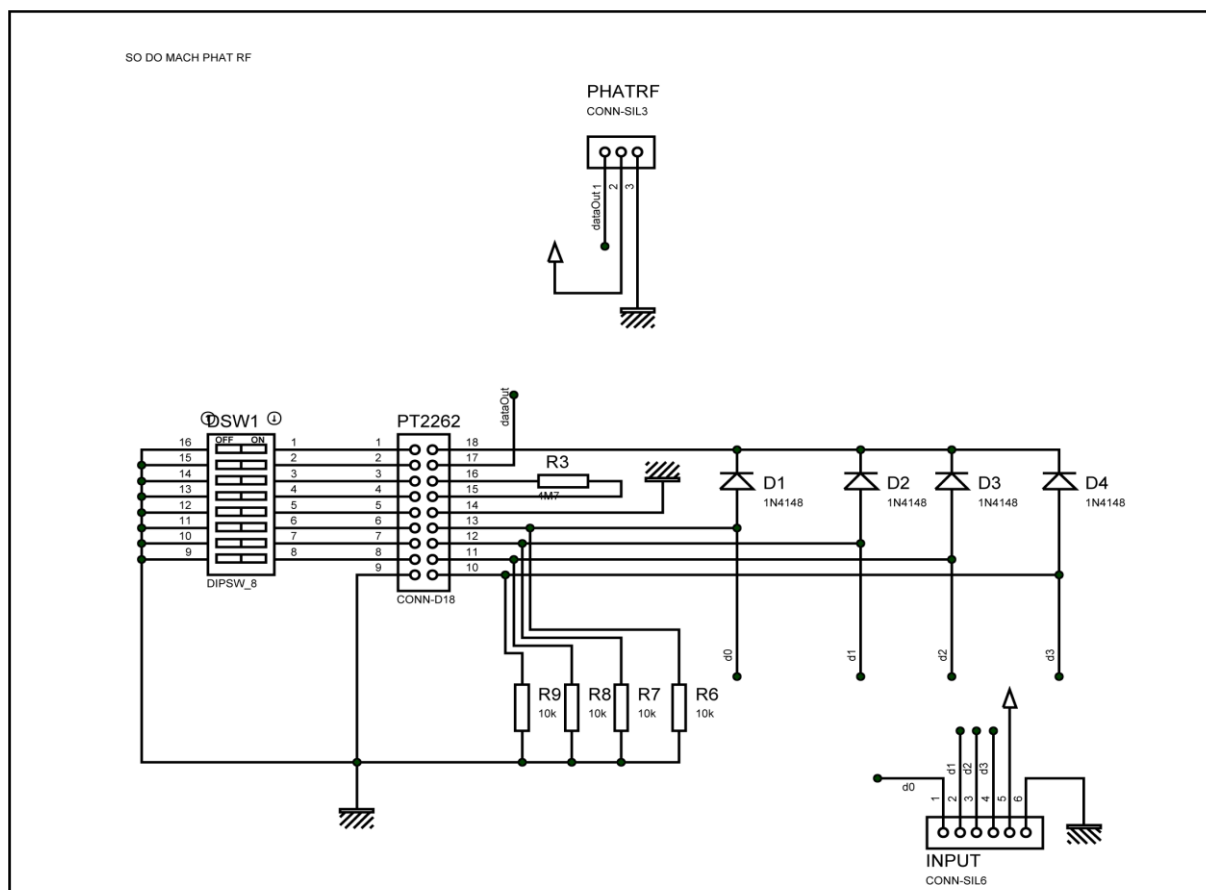 SO DO MACH PHAT RF
PHATRF
CONN-SIL3
dataOut 1
2
3
DSW1
OFF ON
16
15
14
13
12
11
10
9
1
2
3
4
5
6
7
8
DIPSW_8
PT2262
1
2
3
4
5
6
7
8
9
18
17
16
15
14
13
12
11
10
CONN-D18
dataOut
R3
4M7
D1
1N4148
D2
1N4148
D3
1N4148
D4
1N4148
d0
d1
d2
d3
R9
10k
R8
10k
R7
10k
R6
10k
d0
d1
d2
d3
1
2
3
4
5
6
INPUT
CONN-SIL6